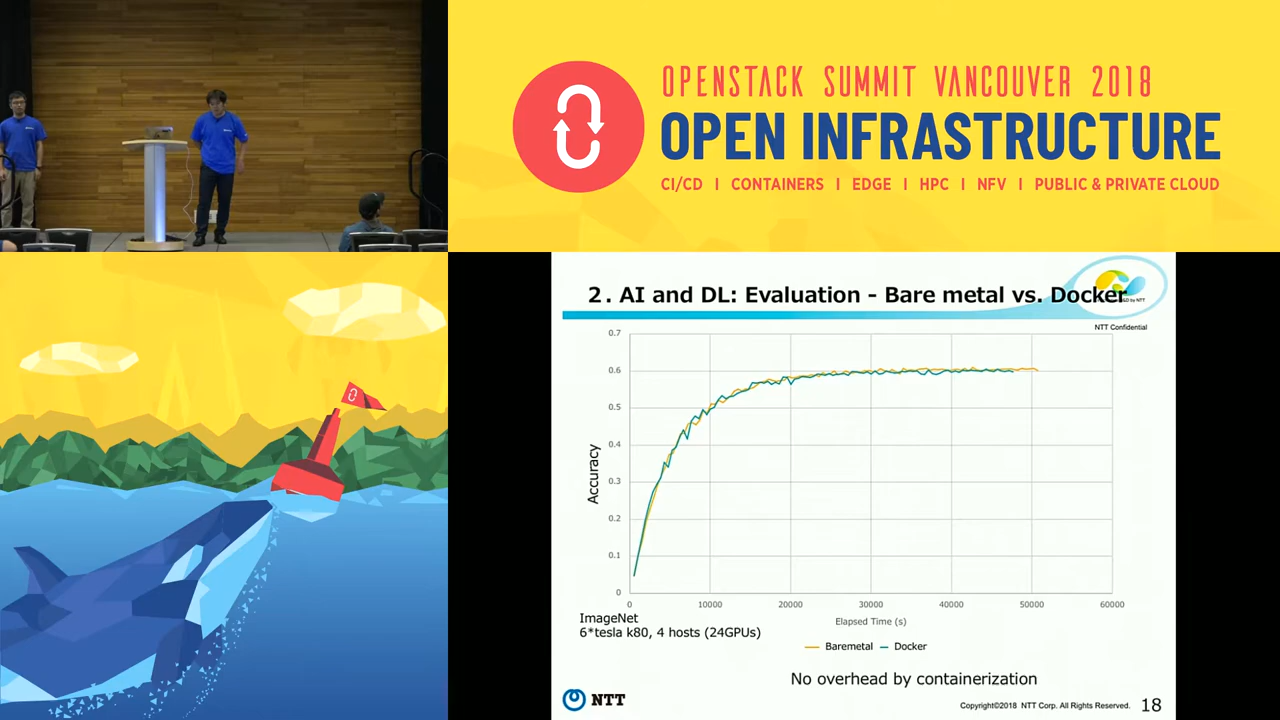 OPENSTACK SUMMIT VANCOUVER 2018
OPEN INFRASTRUCTURE
CI/CD | CONTAINERS | EDGE | HPC | NFV | PUBLIC & PRIVATE CLOUD
2. AI and DL: Evaluation - Bare metal vs. Docker
NTT Confidential
0.7
0.6
0.5
0.4
0.3
0.2
0.1
0
Accuracy
0 10000 20000 30000 40000 50000 60000
Elapsed Time (s)
ImageNet
6*tesla k80, 4 hosts (24GPUs)
Baremetal Docker
No overhead by containerization
NTT
Copyright©2018 NTT Corp. All Rights Reserved. 18